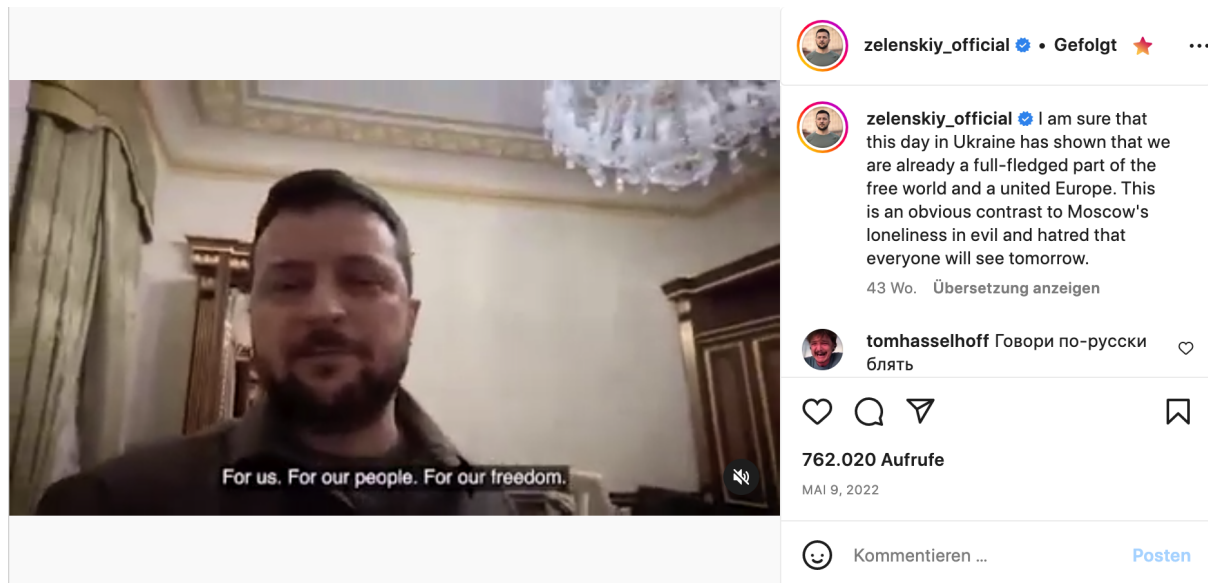 For us. For our people. For our freedom.
zelenskiy_official • Gefolgt
zelenskiy_official I am sure that
this day in Ukraine has shown that we
are already a full-fledged part of the
free world and a united Europe. This
is an obvious contrast to Moscow's
loneliness in evil and hatred that
everyone will see tomorrow.
43 Wo. Übersetzung anzeigen
tomhasselhoff Говори по-русски
блять
762.020 Aufrufe
MAI 9, 2022
Kommentieren ... Posten